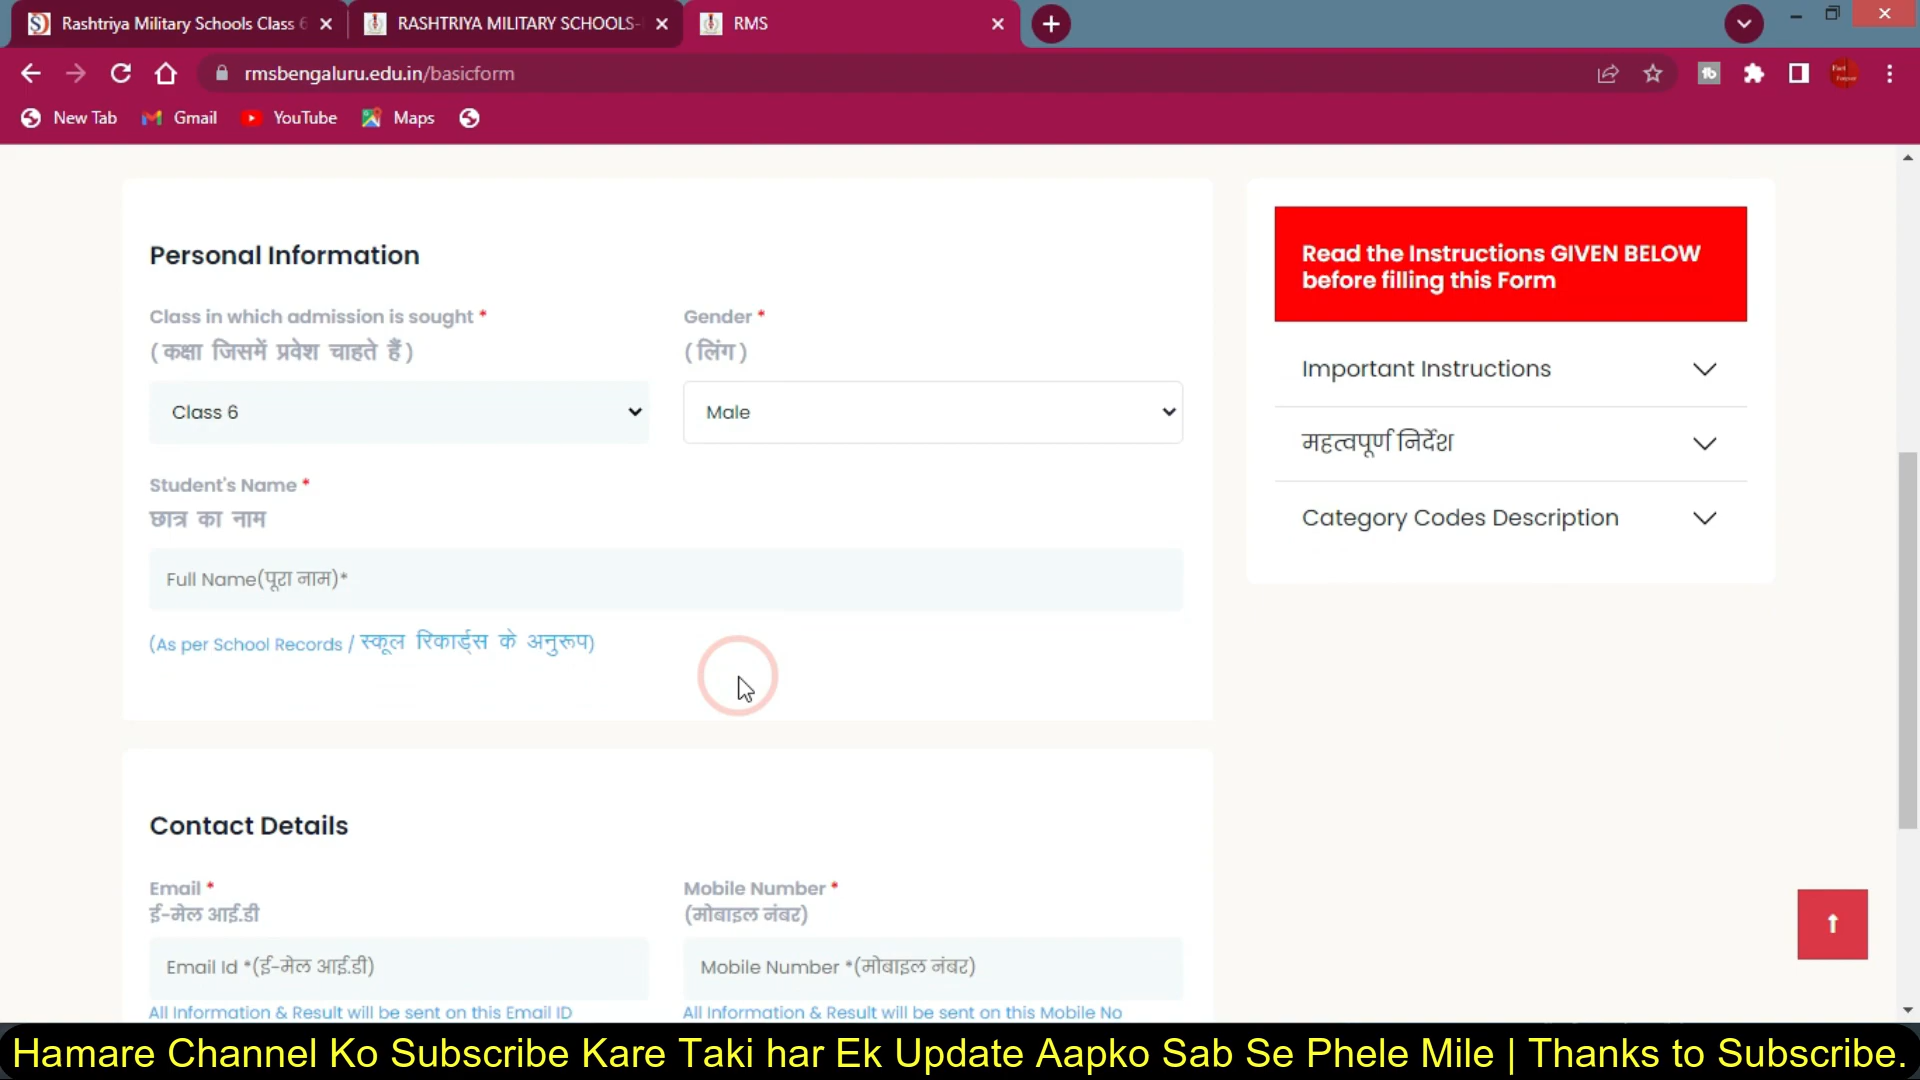 Rashtriya Military Schools Class 6
RASHTRIYA MILITARY SCHOOLS-
RMS
rmsbengaluru.edu.in/basicform
New Tab
Gmail
YouTube
Maps
Personal Information
Class in which admission is sought *
(कक्षा जिसमें प्रवेश चाहते हैं)
Gender *
(लिंग)
Class 6
Male
Student's Name *
छात्र का नाम
Full Name(पूरा नाम)*
(As per School Records / स्कूल रिकार्ड्स के अनुरूप)
Read the Instructions GIVEN BELOW
before filling this Form
Important Instructions
महत्वपूर्ण निर्देश
Category Codes Description
Contact Details
Email *
ई-मेल आई.डी
Mobile Number *
(मोबाइल नंबर)
Email Id *(ई-मेल आई.डी)
Mobile Number *(मोबाइल नंबर)
All Information & Result will be sent on this Email ID
All Information & Result will be sent on this Mobile No
Hamare Channel Ko Subscribe Kare Taki har Ek Update Aapko Sab Se Phele Mile | Thanks to Subscribe.